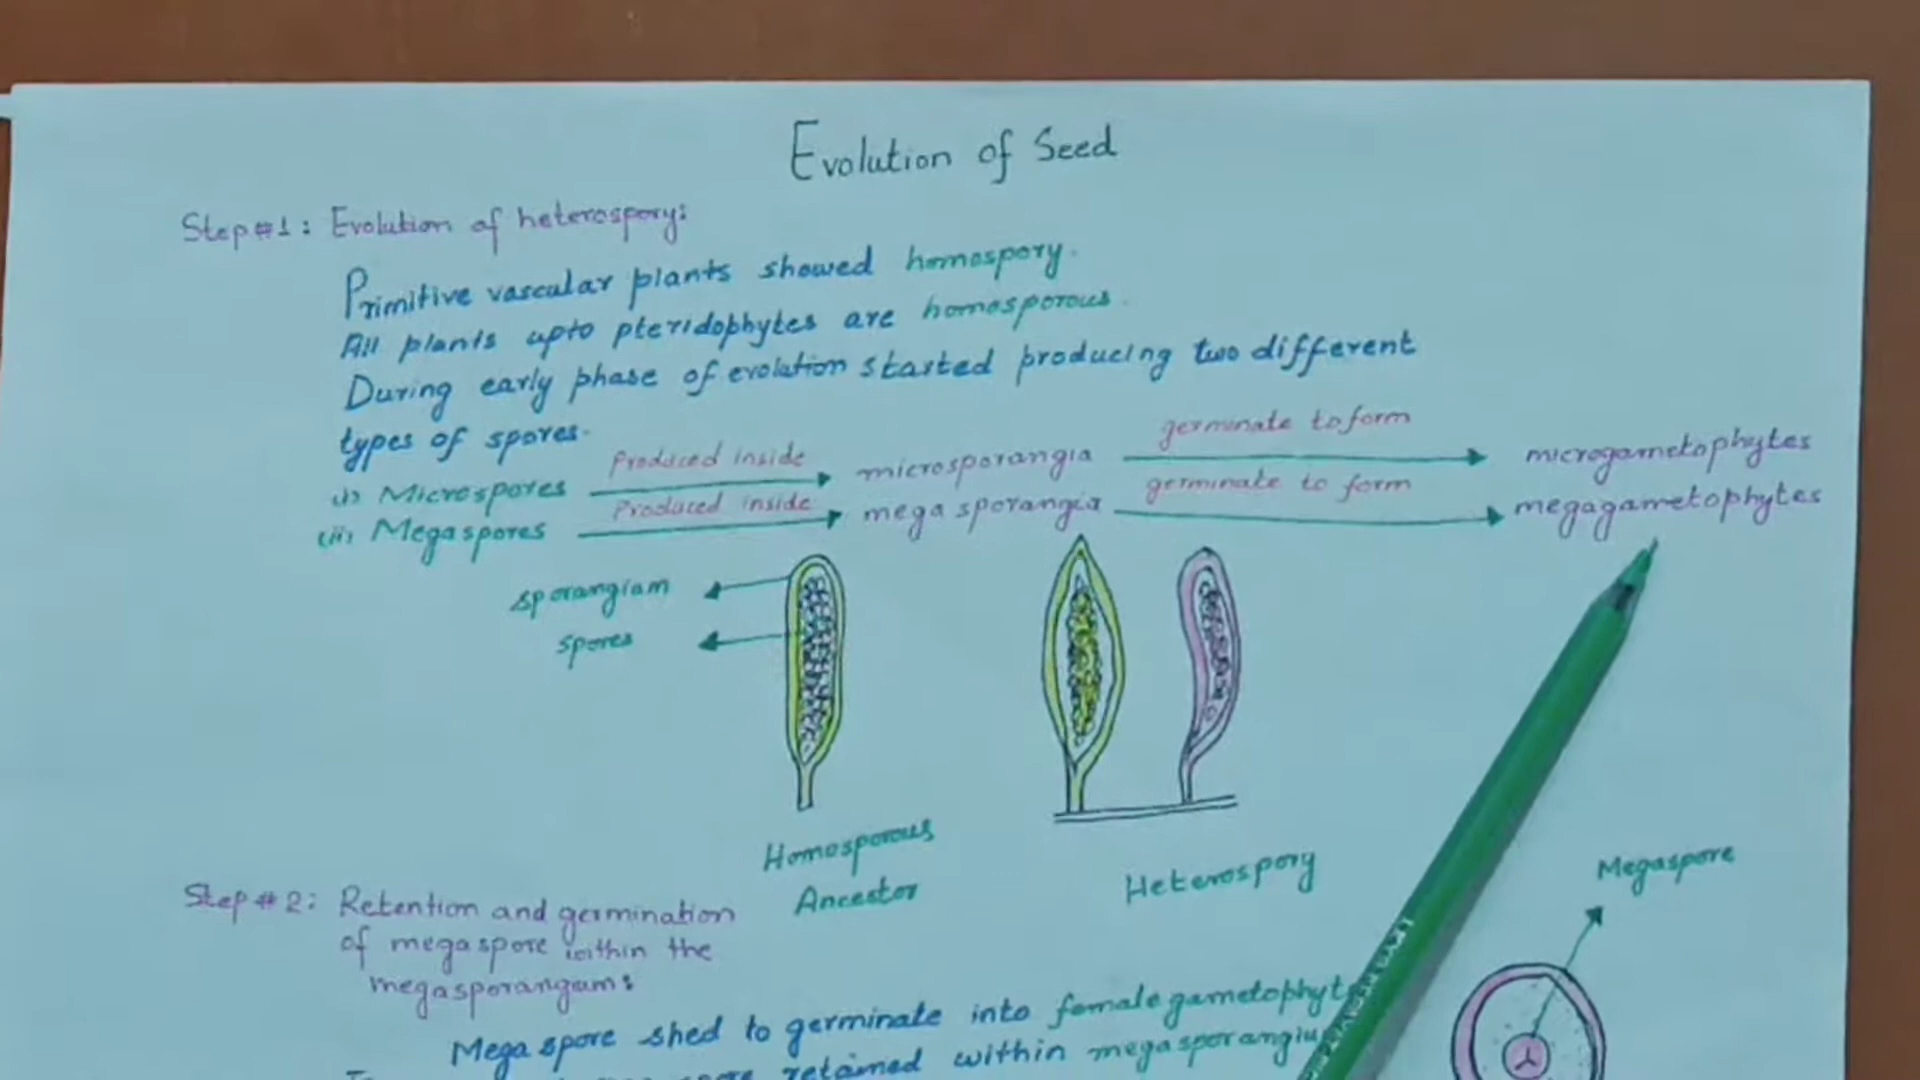 Evolution of Seed
Step#1: Evolution of heterospory:
Primitive vascular plants showed homospory.
All plants upto pteridophytes are homosporous.
During early phase of evolution started producing two different
types of spores.
(i) Microspores Produced inside microsporangia germinate to form microgametophytes
(ii) Megaspores Produced inside mega sporangia germinate to form megagametophytes
sporangium
spores
Homosporous
Ancestor
Heterospory
Megaspore
Step#2: Retention and germination
of megaspore within the
megasporangum:
Mega spore shed to germinate into female gametophyt
retained within megasporangiu